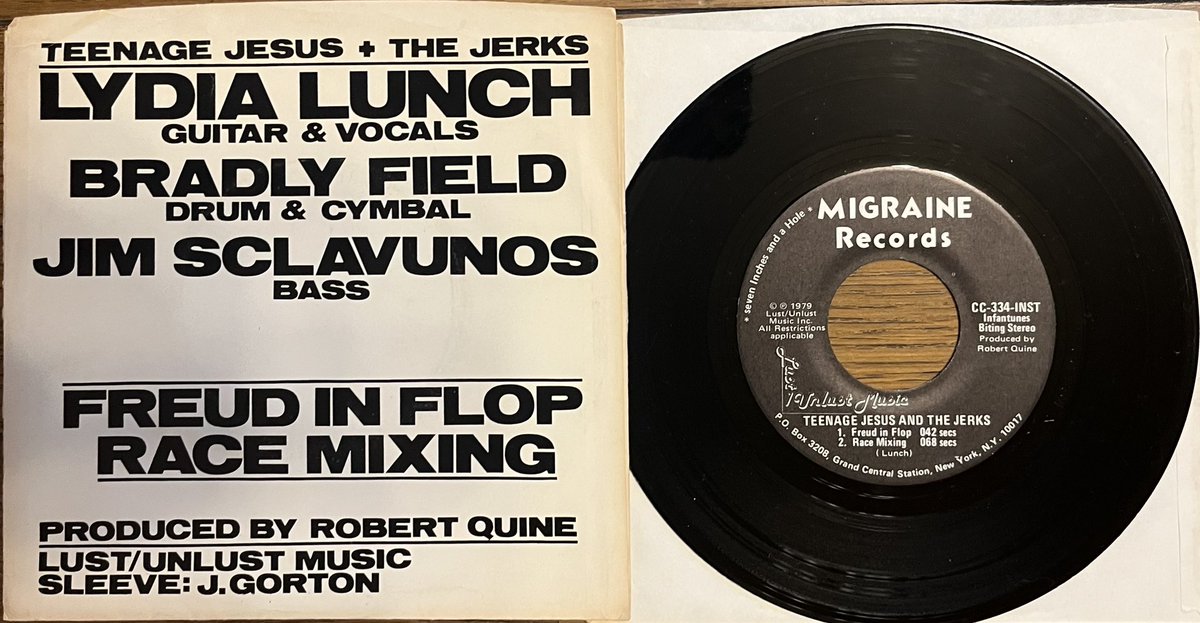 TEENAGE JESUS + THE JERKS
LYDIA LUNCH
GUITAR & VOCALS
BRADLY FIELD
DRUM & CYMBAL
JIM SCLAVUNOS
BASS
FREUD IN FLOP
RACE MIXING
PRODUCED BY ROBERT QUINE
LUST/UNLUST MUSIC
SLEEVE: J. GORTON
* seven Inches and a Hole *
MIGRAINE
Records
© ℗ 1979
Lust/Unlust
Music Inc.
All Restrictions
applicable
CC-334-INST
Infantunes
Biting Stereo
Produced by
Robert Quine
Lust
/Unlust Music
TEENAGE JESUS AND THE JERKS
1. Freud in Flop 042 secs
2. Race Mixing 068 secs
(Lunch)
P.O. Box 3208, Grand Central Station, New York, N.Y. 10017